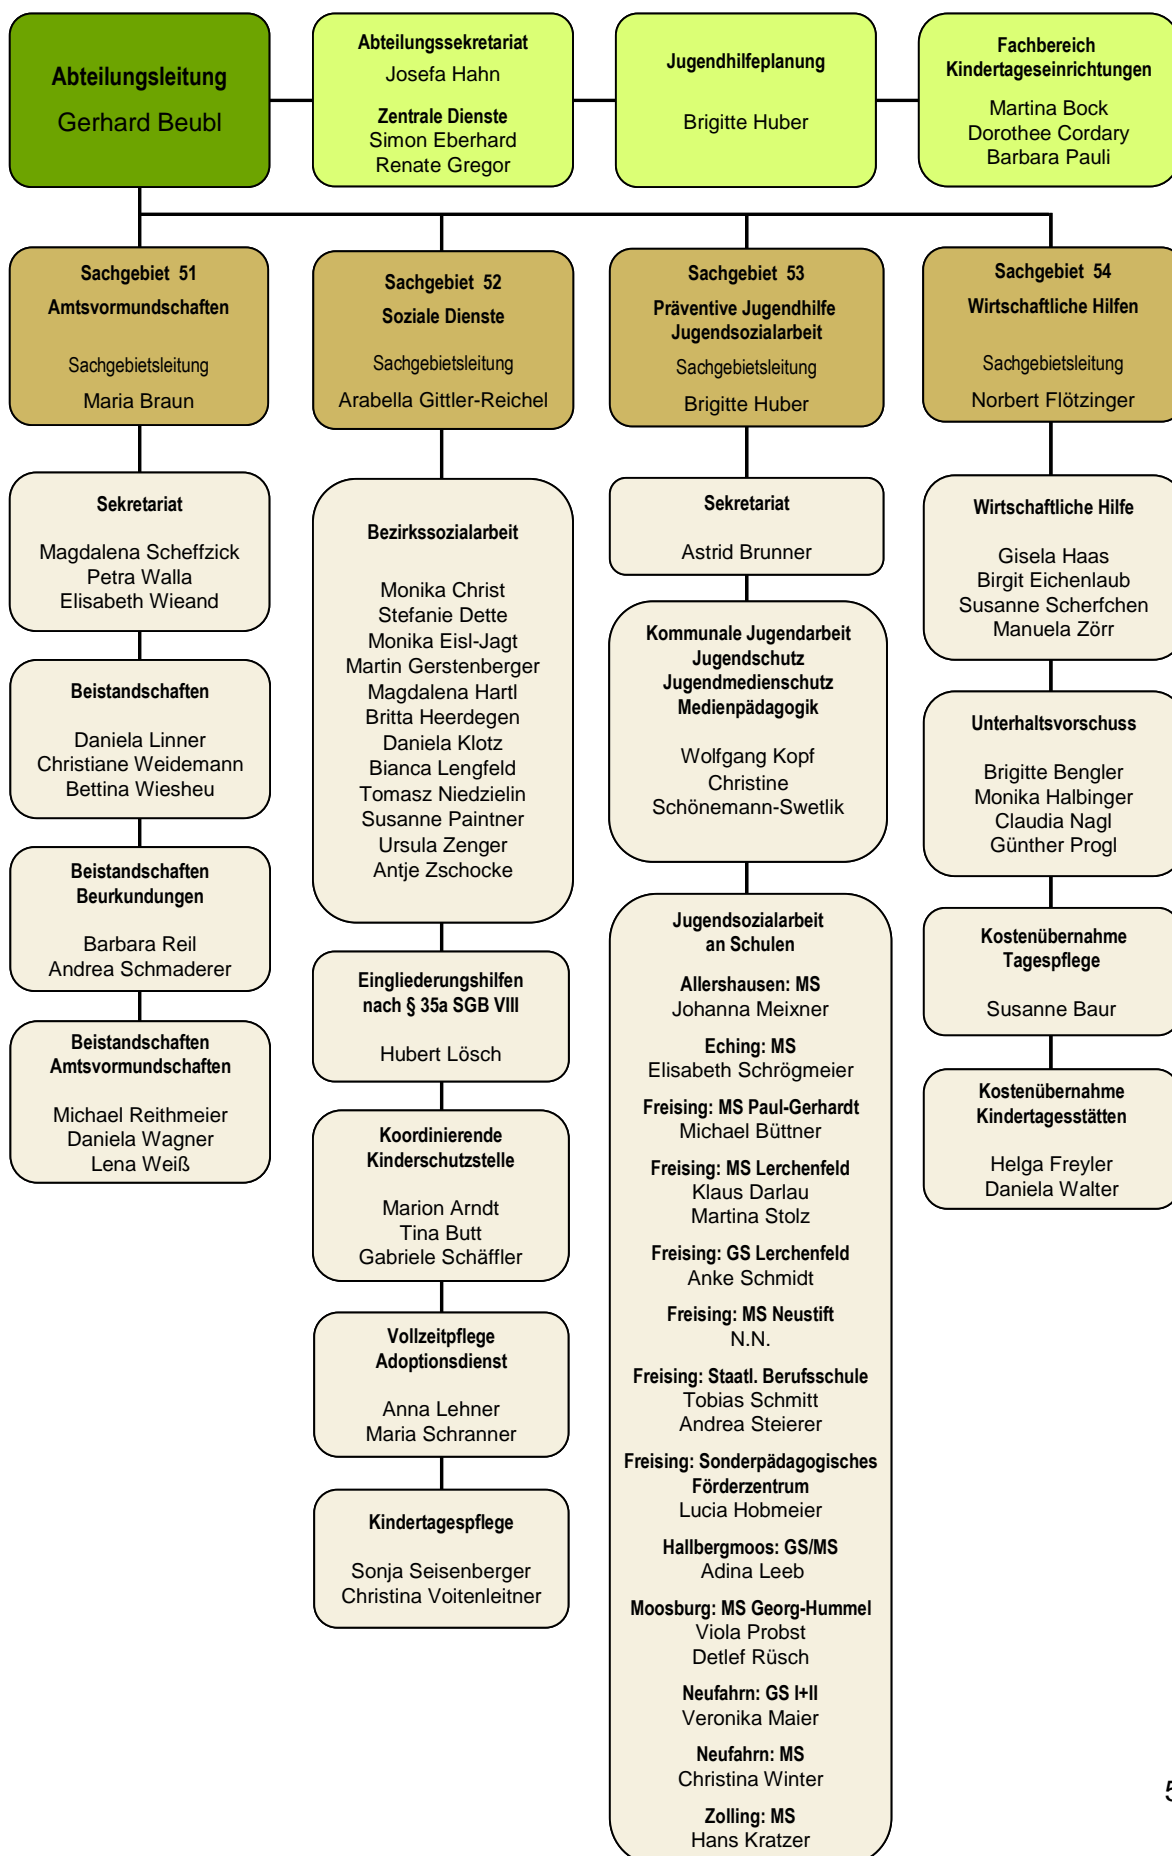 Abteilungsleitung
Gerhard Beubl
Abteilungssekretariat
Josefa Hahn
Zentrale Dienste
Simon Eberhard
Renate Gregor
Jugendhilfeplanung
Brigitte Huber
Fachbereich
Kindertageseinrichtungen
Martina Bock
Dorothee Cordary
Barbara Pauli
Sachgebiet 51
Amtsvormundschaften
Sachgebietsleitung
Maria Braun
Sekretariat
Magdalena Scheffzick
Petra Walla
Elisabeth Wieand
Beistandschaften
Daniela Linner
Christiane Weidemann
Bettina Wiesheu
Beistandschaften
Beurkundungen
Barbara Reil
Andrea Schmaderer
Beistandschaften
Amtsvormundschaften
Michael Reithmeier
Daniela Wagner
Lena Weiß
Sachgebiet 52
Soziale Dienste
Sachgebietsleitung
Arabella Gittler-Reichel
Bezirkssozialarbeit
Monika Christ
Stefanie Dette
Monika Eisl-Jagt
Martin Gerstenberger
Magdalena Hartl
Britta Heerdegen
Daniela Klotz
Bianca Lengfeld
Tomasz Niedzielin
Susanne Paintner
Ursula Zenger
Antje Zschocke
Eingliederungshilfen
nach § 35a SGB VIII
Hubert Lösch
Koordinierende
Kinderschutzstelle
Marion Arndt
Tina Butt
Gabriele Schäffler
Vollzeitpflege
Adoptionsdienst
Anna Lehner
Maria Schranner
Kindertagespflege
Sonja Seisenberger
Christina Voitenleitner
Sachgebiet 53
Präventive Jugendhilfe
Jugendsozialarbeit
Sachgebietsleitung
Brigitte Huber
Sekretariat
Astrid Brunner
Kommunale Jugendarbeit
Jugendschutz
Jugendmedienschutz
Medienpädagogik
Wolfgang Kopf
Christine
Schönemann-Swetlik
Jugendsozialarbeit
an Schulen
Allershausen: MS
Johanna Meixner
Eching: MS
Elisabeth Schrögmeier
Freising: MS Paul-Gerhardt
Michael Büttner
Freising: MS Lerchenfeld
Klaus Darlau
Martina Stolz
Freising: GS Lerchenfeld
Anke Schmidt
Freising: MS Neustift
N.N.
Freising: Staatl. Berufsschule
Tobias Schmitt
Andrea Steierer
Freising: Sonderpädagogisches
Förderzentrum
Lucia Hobmeier
Hallbergmoos: GS/MS
Adina Leeb
Moosburg: MS Georg-Hummel
Viola Probst
Detlef Rüsch
Neufahrn: GS I+II
Veronika Maier
Neufahrn: MS
Christina Winter
Zolling: MS
Hans Kratzer
Sachgebiet 54
Wirtschaftliche Hilfen
Sachgebietsleitung
Norbert Flötzinger
Wirtschaftliche Hilfe
Gisela Haas
Birgit Eichenlaub
Susanne Scherfchen
Manuela Zörr
Unterhaltsvorschuss
Brigitte Bengler
Monika Halbinger
Claudia Nagl
Günther Progl
Kostenübernahme
Tagespflege
Susanne Baur
Kostenübernahme
Kindertagesstätten
Helga Freyler
Daniela Walter
5